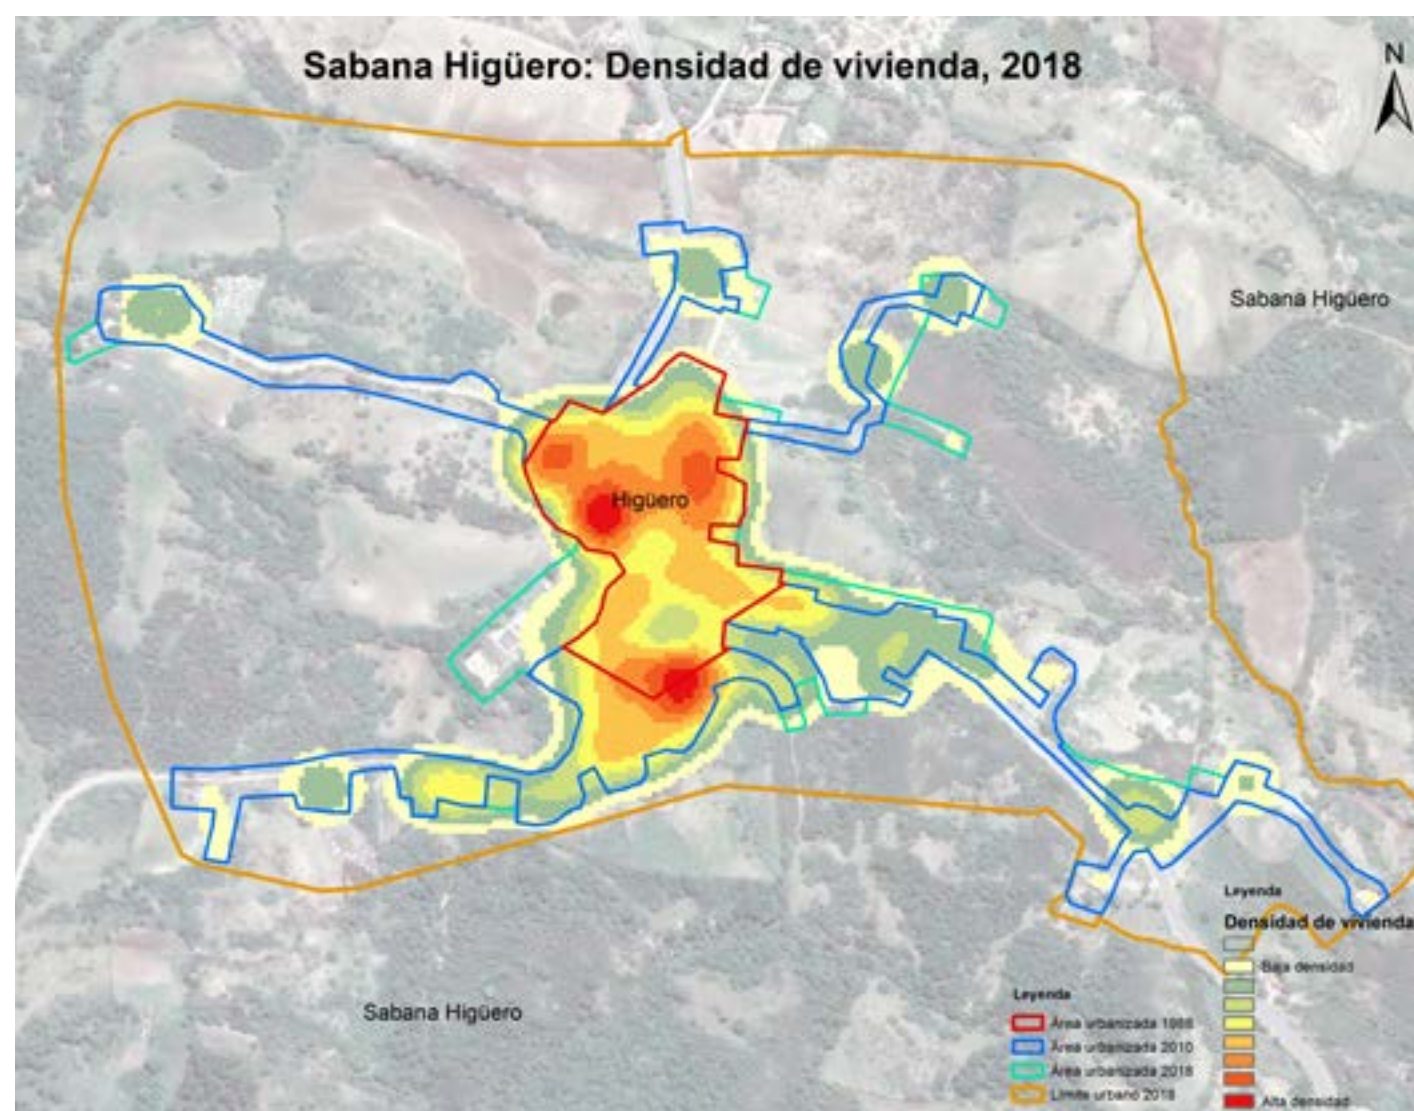 Sabana Higüero: Densidad de vivienda, 2018
N
Sabana Higüero
Higüero
Sabana Higüero
Leyenda
Densidad de vivienda
Baja densidad
Alta densidad
Leyenda
Área urbanizada 1988
Área urbanizada 2010
Área urbanizada 2018
Límite urbano 2018